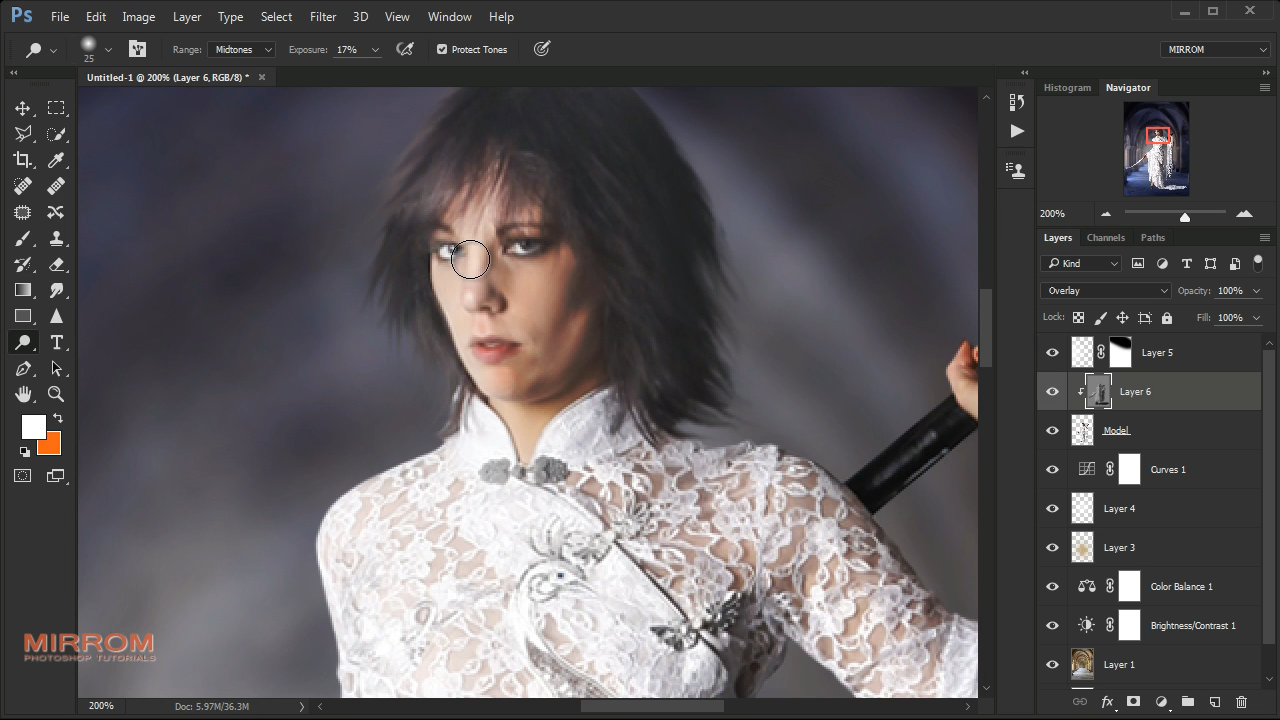 Ps File Edit Image Layer Type Select Filter 3D View Window Help
25 Range: Midtones Exposure: 17% Protect Tones MIRROM
Untitled-1 @ 200% (Layer 6, RGB/8) *
Histogram Navigator
200%
Layers Channels Paths
Kind
Overlay Opacity: 100%
Lock: Fill: 100%
Layer 5
Layer 6
Model
Curves 1
Layer 4
Layer 3
Color Balance 1
Brightness/Contrast 1
Layer 1
MIRROM
PHOTOSHOP TUTORIALS
200% Doc: 5.97M/36.3M